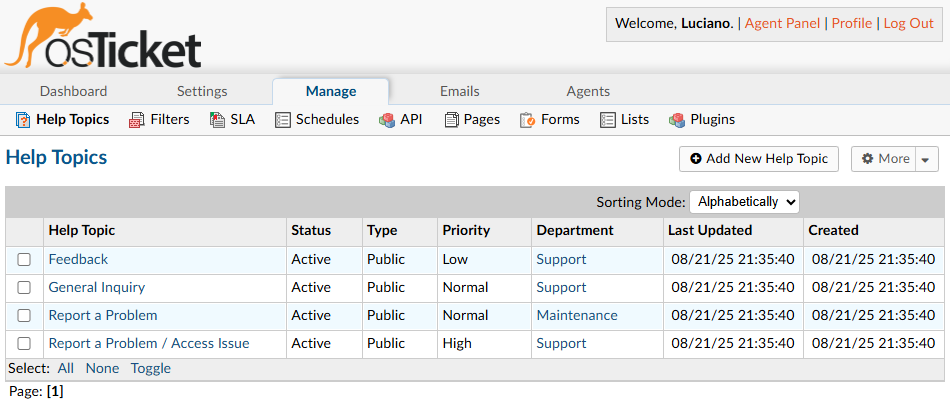 osTicket
Welcome, Luciano. | Agent Panel | Profile | Log Out
Dashboard Settings Manage Emails Agents
Help Topics Filters SLA Schedules API Pages Forms Lists Plugins
Help Topics
Add New Help Topic More
Sorting Mode: Alphabetically
Help Topic Status Type Priority Department Last Updated Created
Feedback Active Public Low Support 08/21/25 21:35:40 08/21/25 21:35:40
General Inquiry Active Public Normal Support 08/21/25 21:35:40 08/21/25 21:35:40
Report a Problem Active Public Normal Maintenance 08/21/25 21:35:40 08/21/25 21:35:40
Report a Problem / Access Issue Active Public High Support 08/21/25 21:35:40 08/21/25 21:35:40
Select: All None Toggle
Page: [1]